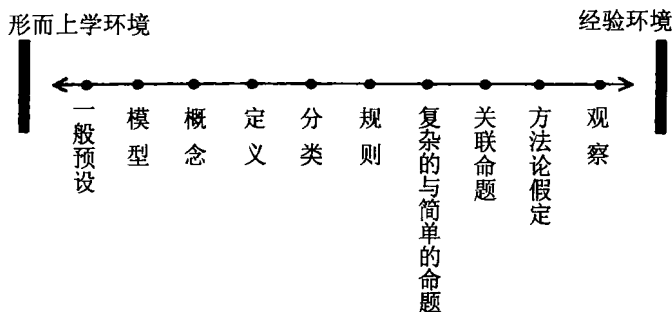 形而上学环境
经验环境
一般预设
模型
概念
定义
分类
规则
复杂的与简单的命题
关联命题
方法论假定
观察